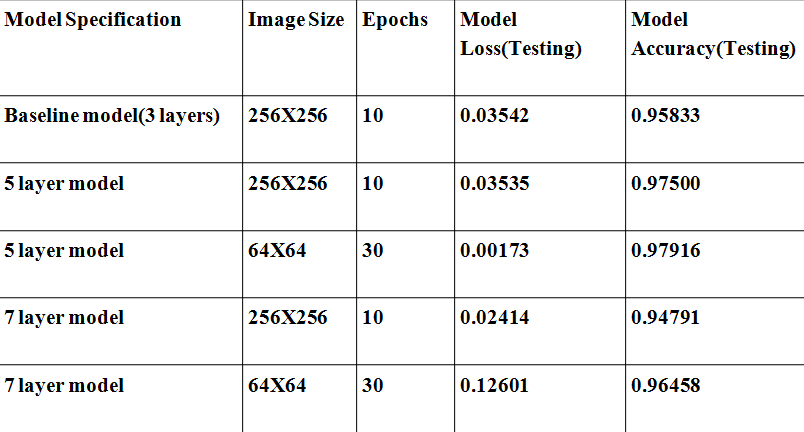 Model Specification Image Size Epochs Model Loss(Testing) Model Accuracy(Testing)
Baseline model(3 layers) 256X256 10 0.03542 0.95833
5 layer model 256X256 10 0.03535 0.97500
5 layer model 64X64 30 0.00173 0.97916
7 layer model 256X256 10 0.02414 0.94791
7 layer model 64X64 30 0.12601 0.96458